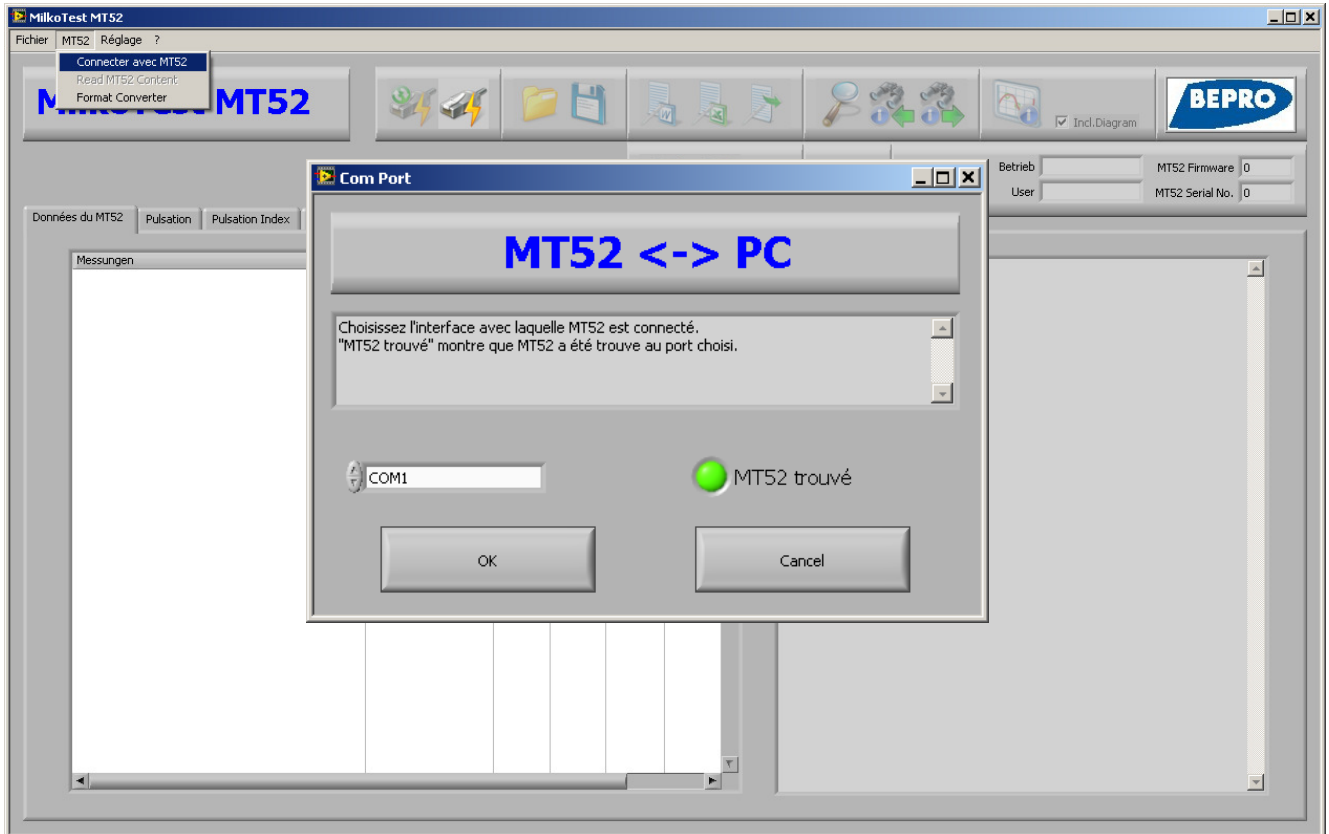 MilkoTest MT52
Fichier MT52 Réglage ?
Connecter avec MT52
Read MT52 Content
Format Converter
MT52
Incl.Diagram
BEPRO
Betrieb
MT52 Firmware 0
User
MT52 Serial No. 0
Données du MT52 Pulsation Pulsation Index
Messungen
Com Port
MT52 <-> PC
Choisissez l'interface avec laquelle MT52 est connecté.
"MT52 trouvé" montre que MT52 a été trouve au port choisi.
COM1
MT52 trouvé
OK
Cancel